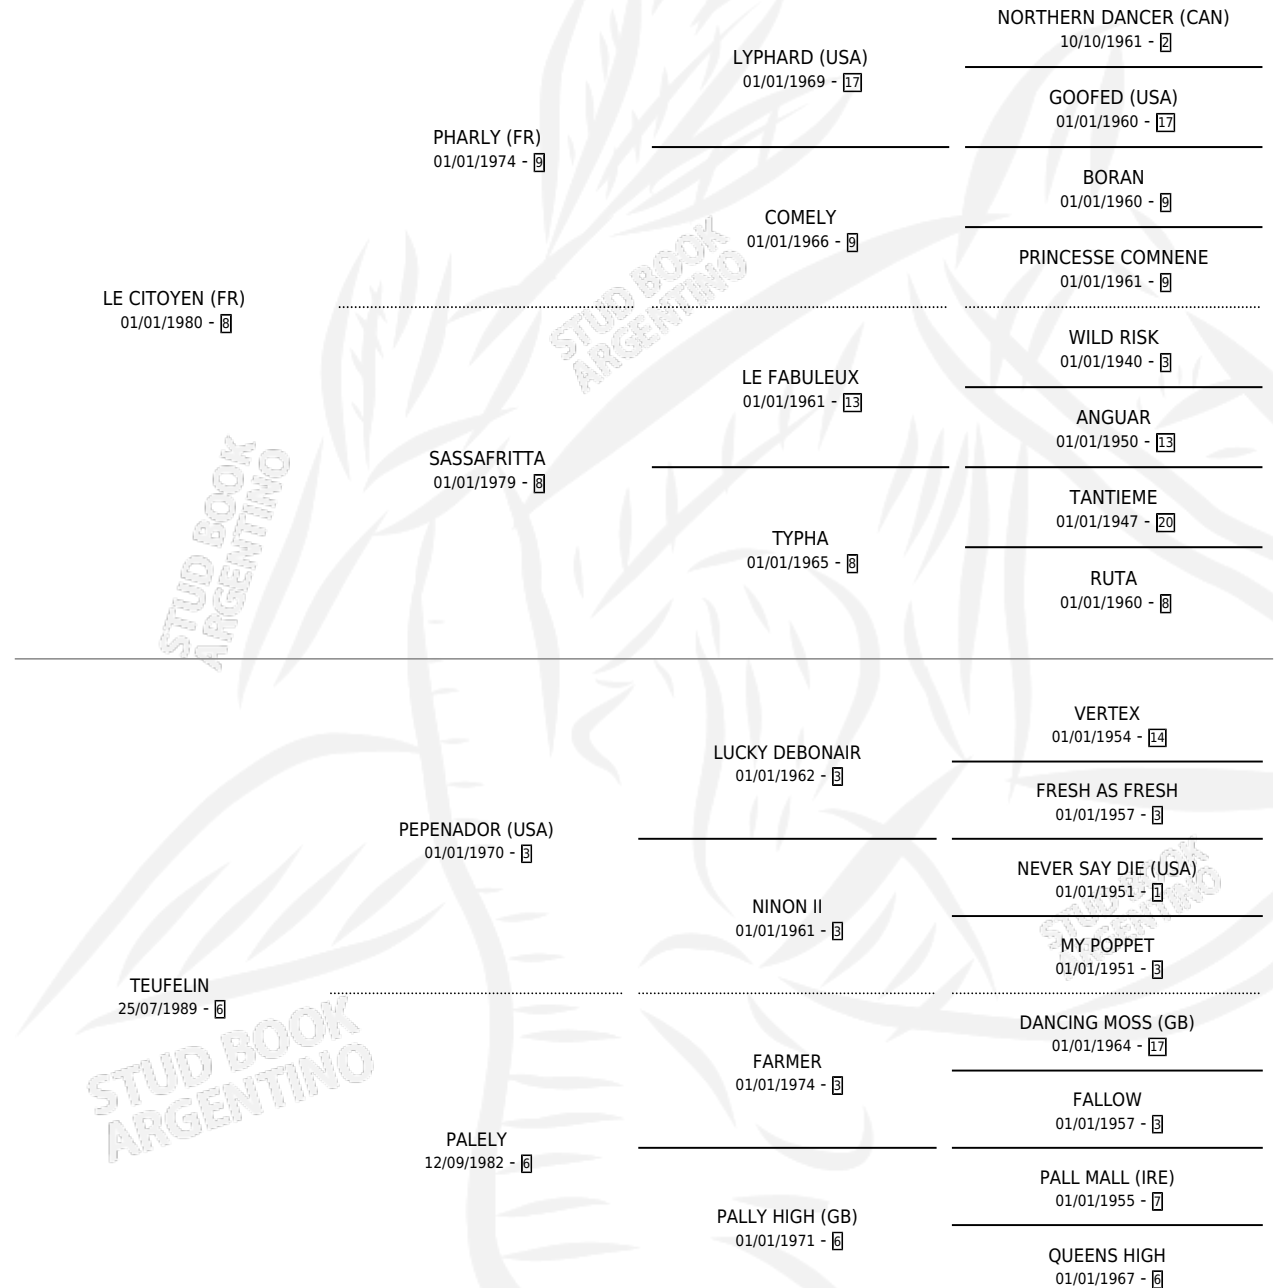 NORTHERN DANCER (CAN)
10/10/1961 - 2
LYPHARD (USA)
01/01/1969 - 17
GOOFED (USA)
01/01/1960 - 17
PHARLY (FR)
01/01/1974 - 9
BORAN
01/01/1960 - 9
COMELY
01/01/1966 - 9
PRINCESSE COMNENE
01/01/1961 - 9
LE CITOYEN (FR)
01/01/1980 - 8
WILD RISK
01/01/1940 - 3
LE FABULEUX
01/01/1961 - 13
ANGUAR
01/01/1950 - 13
SASSAFRITTA
01/01/1979 - 8
TANTIEME
01/01/1947 - 20
TYPHA
01/01/1965 - 8
RUTA
01/01/1960 - 8
STUD BOOK
ARGENTINO
STUD BOOK
ARGENTINO
VERTEX
01/01/1954 - 14
LUCKY DEBONAIR
01/01/1962 - 3
FRESH AS FRESH
01/01/1957 - 3
PEPENADOR (USA)
01/01/1970 - 3
NEVER SAY DIE (USA)
01/01/1951 - 1
NINON II
01/01/1961 - 3
MY POPPET
01/01/1951 - 3
STUD BOOK
ARGENTINO
TEUFELIN
25/07/1989 - 6
DANCING MOSS (GB)
01/01/1964 - 17
FARMER
01/01/1974 - 3
FALLOW
01/01/1957 - 3
PALELY
12/09/1982 - 6
PALL MALL (IRE)
01/01/1955 - 7
PALLY HIGH (GB)
01/01/1971 - 6
QUEENS HIGH
01/01/1967 - 6
STUD BOOK
ARGENTINO